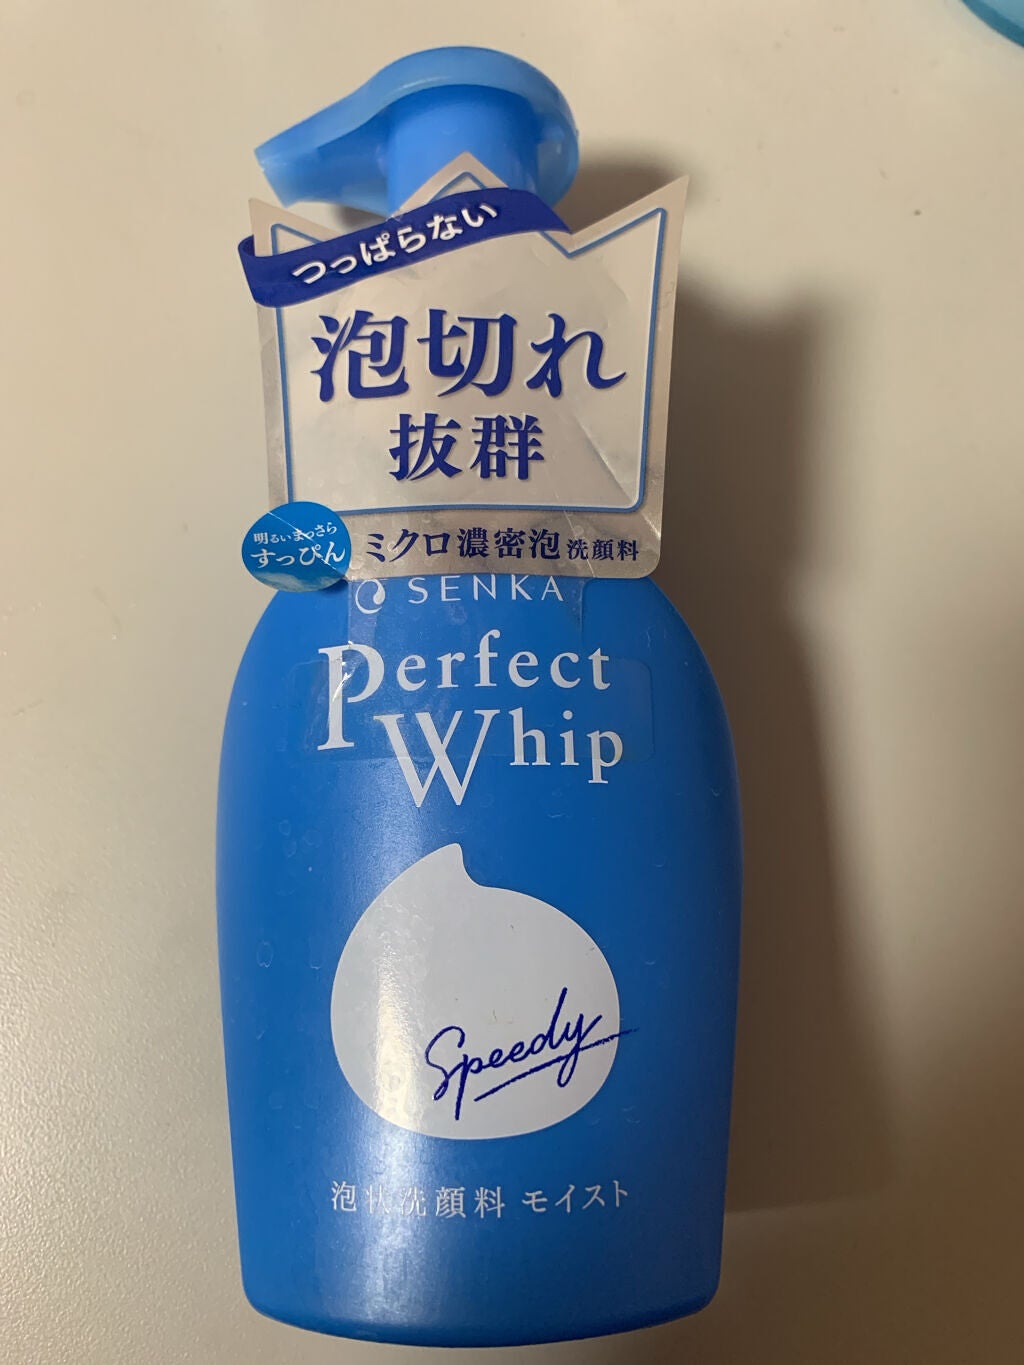 つっぱらない
泡切れ
抜群
明るいまっさら
すっぴん
ミクロ濃密泡洗顔料
SENKA
Perfect
Whip
Speedy
泡状洗顔料 モイスト